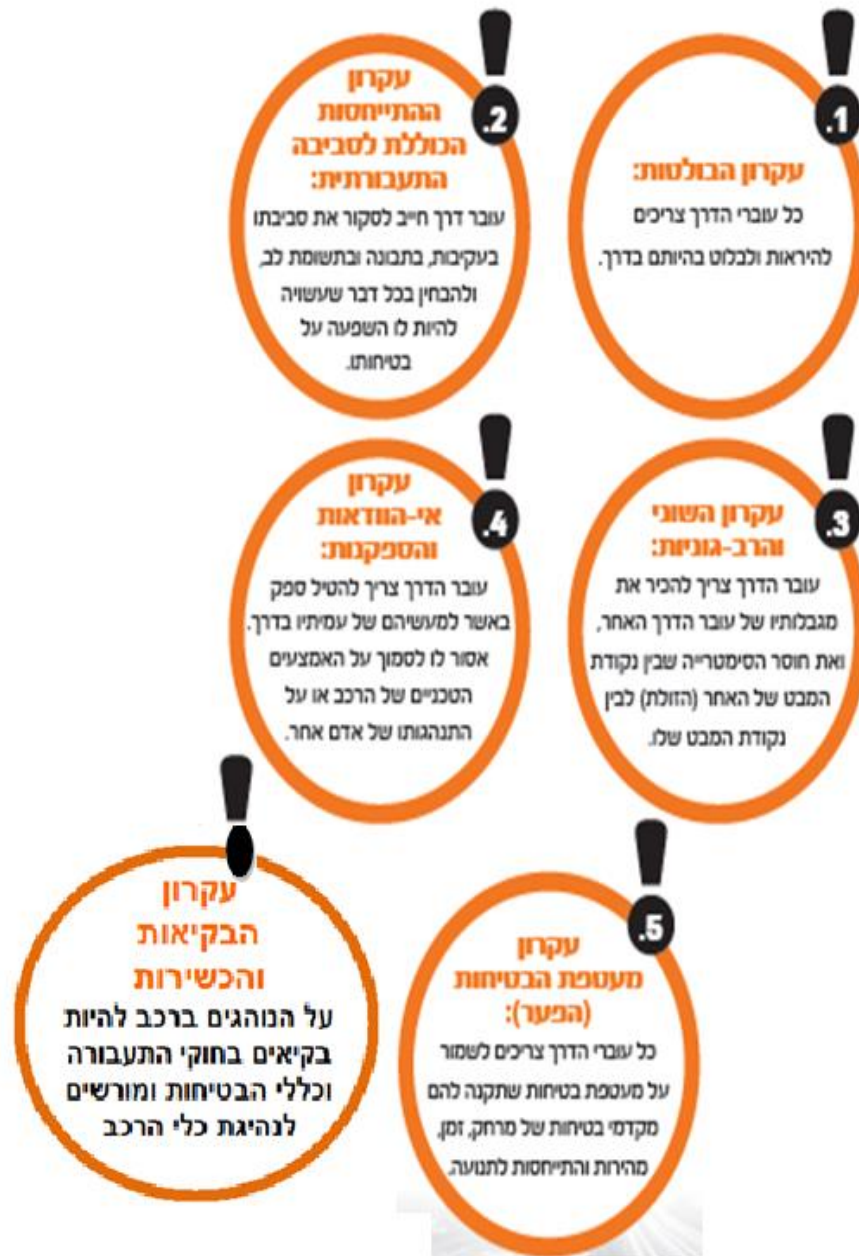 .1
עקרון הבולטות:
כל עוברי הדרך צריכים
להיראות ולבלוט בהיותם בדרך.
.2
עקרון
ההתייחסות
הכוללת לסביבה
התעבורתית:
עובר דרך חייב לסקור את סביבתו
בעקיבות, בתבונה ובתשומת לב,
ולהבחין בכל דבר שעשויה
להיות לו השפעה על
בטיחותו.
.3
עקרון השוני
והרב-גוניות:
עובר הדרך צריך להכיר את
מגבלותיו של עובר הדרך האחר,
ואת חוסר הסימטרייה שבין נקודת
המבט של האחר (הזולת) לבין
נקודת המבט שלו.
.4
עקרון
אי-הוודאות
והספקנות:
עובר הדרך צריך להטיל ספק
באשר למעשיהם של עמיתיו בדרך.
אסור לו לסמוך על האמצעים
הטכניים של הרכב או על
התנהגותו של אדם אחר.
.5
עקרון
מעטפת הבטיחות
(הפער):
כל עוברי הדרך צריכים לשמור
על מעטפת בטיחות שתקנה להם
מקדמי בטיחות של מרחק, זמן,
מהירות והתייחסות לתנועה.
עקרון
הבקיאות
והכשירות
על הנוהגים ברכב להיות
בקיאים בחוקי התעבורה
וכללי הבטיחות ומורשים
לנהיגת כלי הרכב